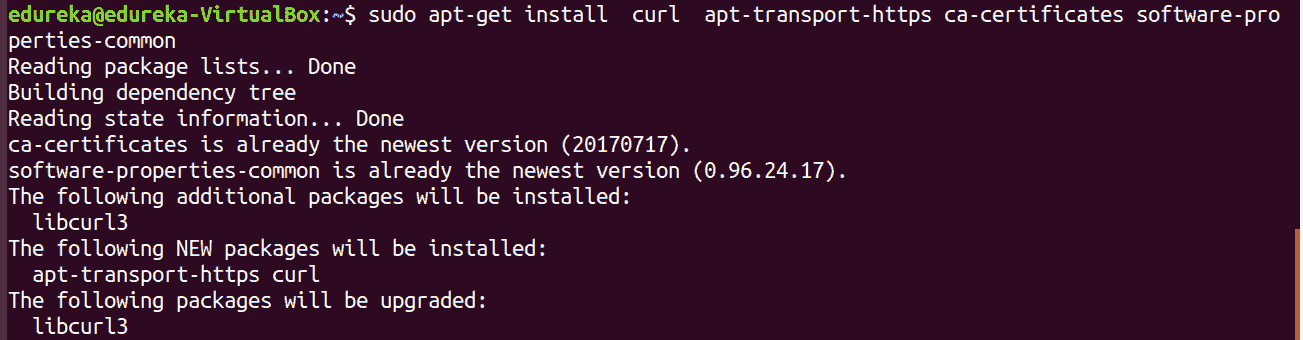 edureka@edureka-VirtualBox:~$ sudo apt-get install  curl  apt-transport-https ca-certificates software-pro
perties-common
Reading package lists... Done
Building dependency tree
Reading state information... Done
ca-certificates is already the newest version (20170717).
software-properties-common is already the newest version (0.96.24.17).
The following additional packages will be installed:
  libcurl3
The following NEW packages will be installed:
  apt-transport-https curl
The following packages will be upgraded:
  libcurl3